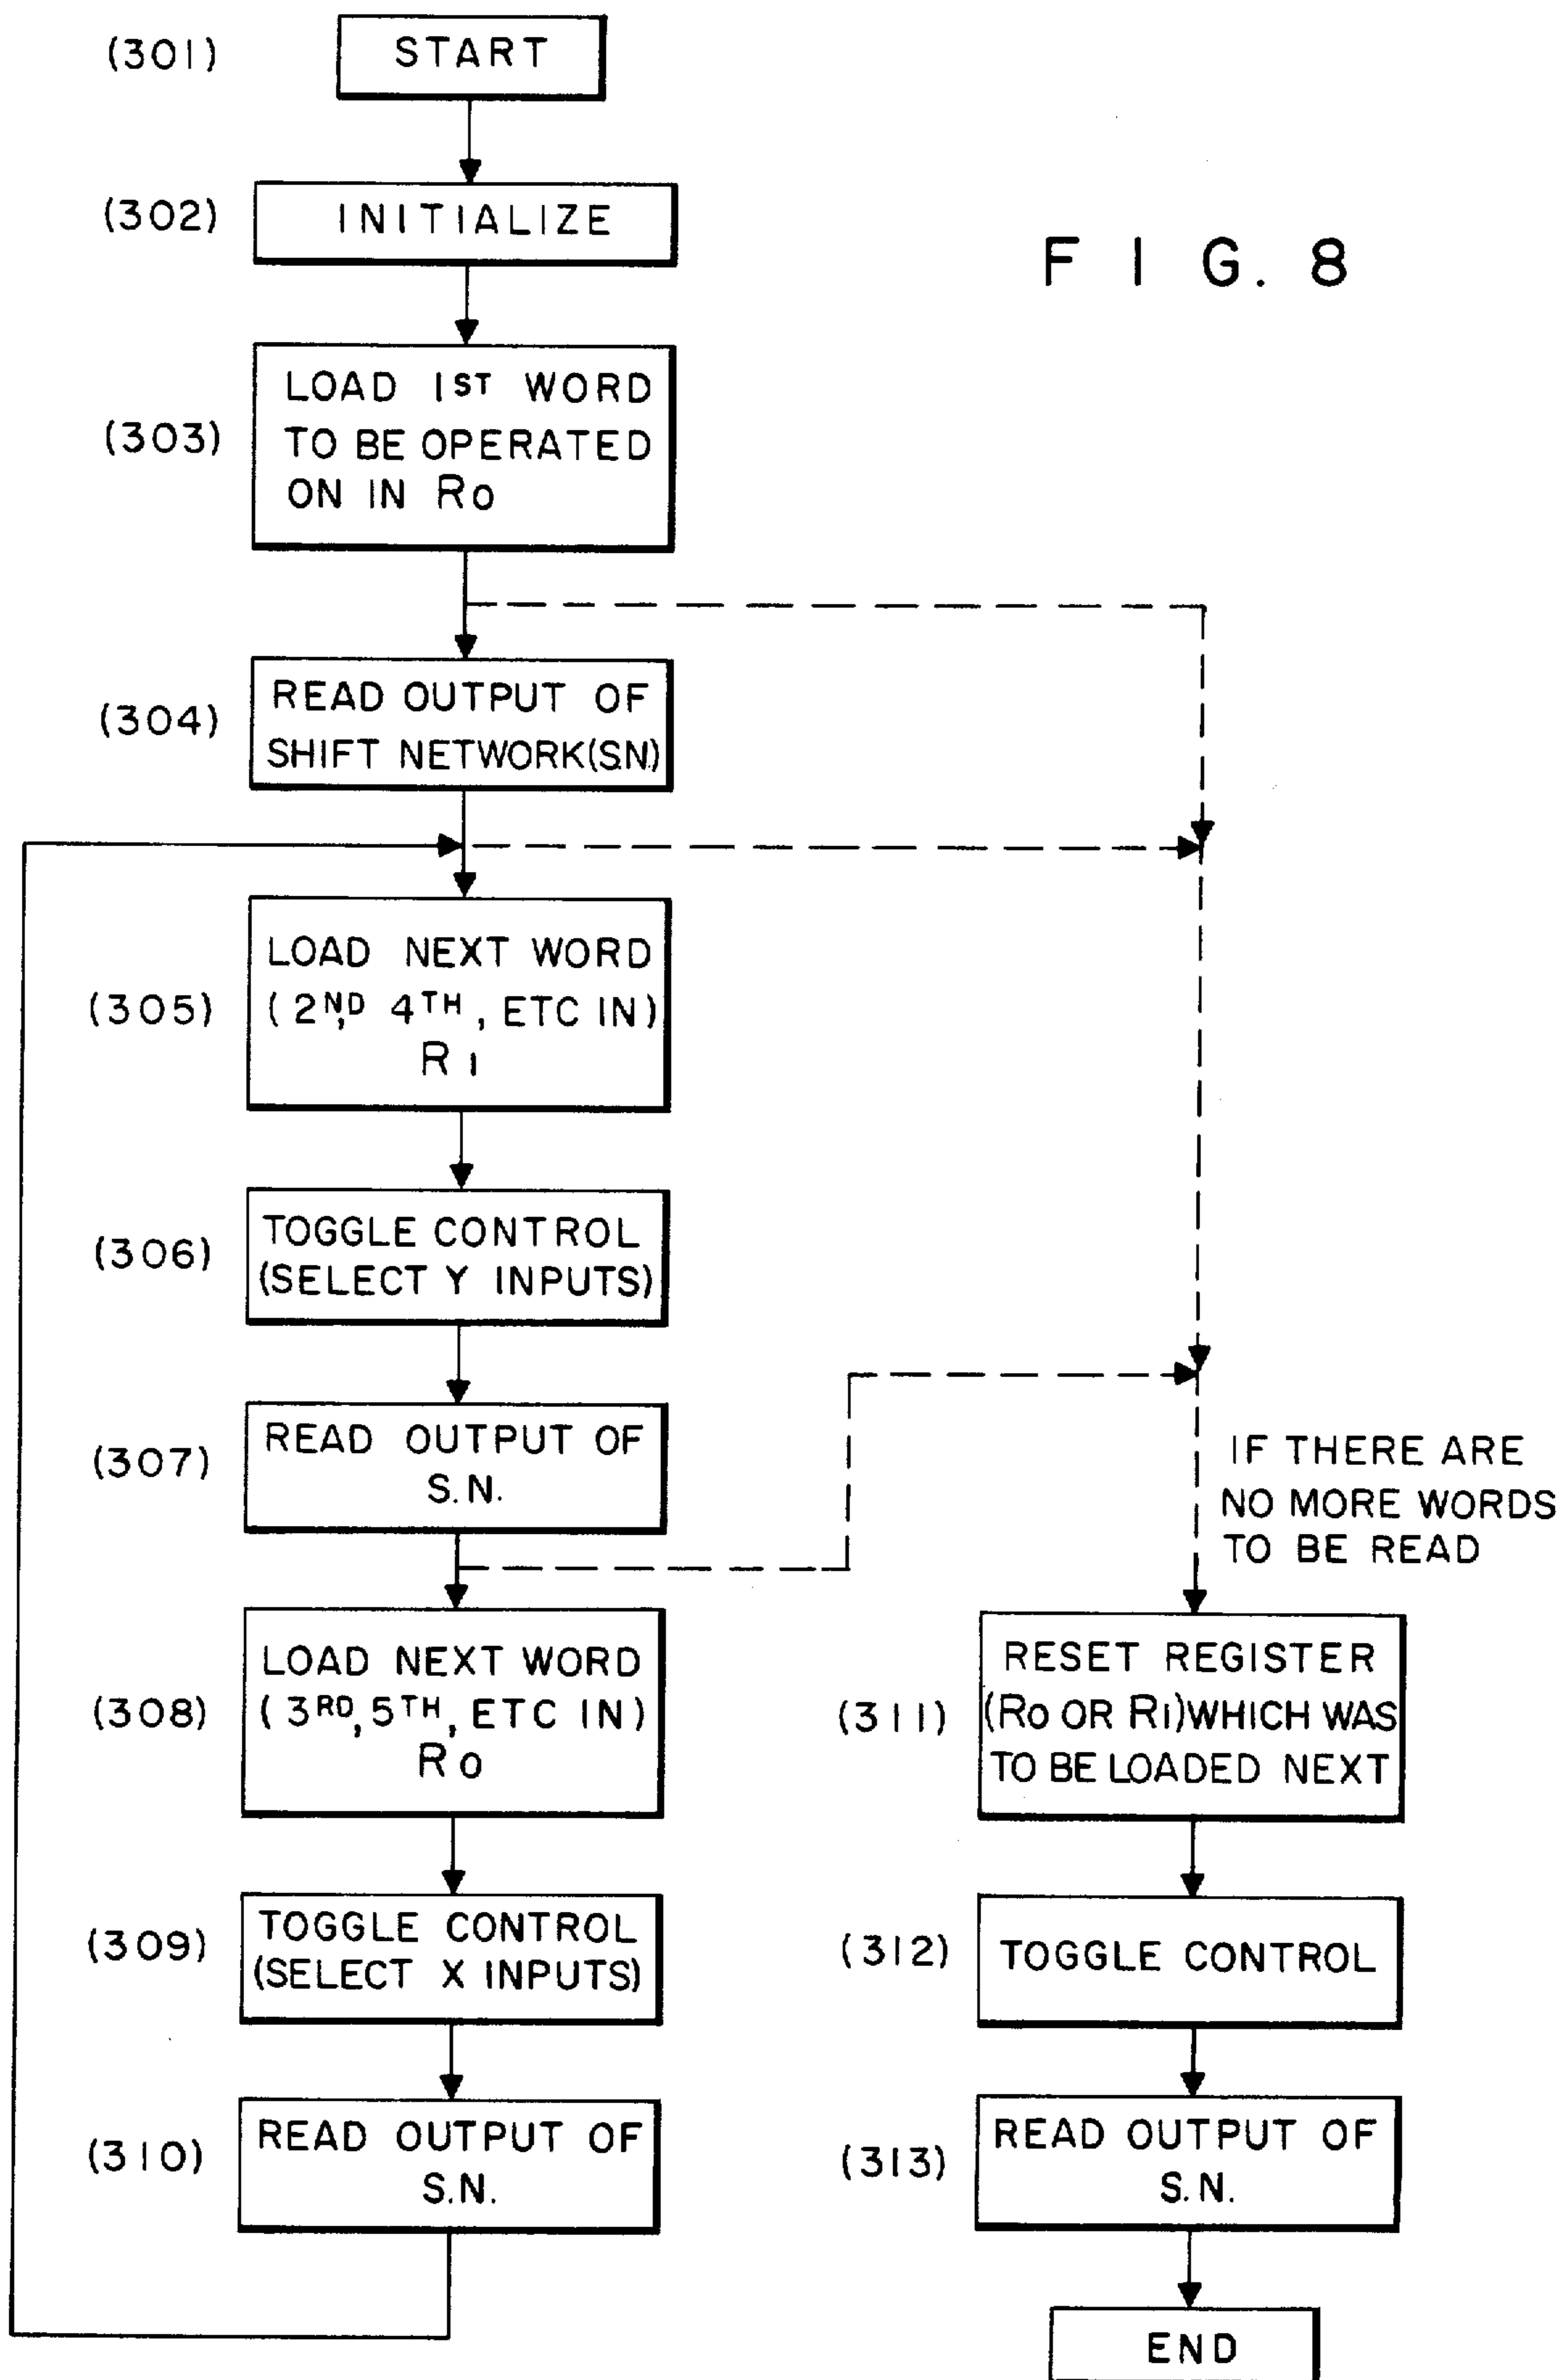 (301) START
(302) INITIALIZE
FIG. 8
(303) LOAD 1ST WORD
TO BE OPERATED
ON IN R0
(304) READ OUTPUT OF
SHIFT NETWORK(S.N.)
(305) LOAD NEXT WORD
(2ND, 4TH, ETC IN)
R1
(306) TOGGLE CONTROL
(SELECT Y INPUTS)
(307) READ OUTPUT OF
S.N.
IF THERE ARE
NO MORE WORDS
TO BE READ
(308) LOAD NEXT WORD
(3RD, 5TH, ETC IN)
R0
(309) TOGGLE CONTROL
(SELECT X INPUTS)
(310) READ OUTPUT OF
S.N.
(311) RESET REGISTER
(R0 OR R1) WHICH WAS
TO BE LOADED NEXT
(312) TOGGLE CONTROL
(313) READ OUTPUT OF
S.N.
END